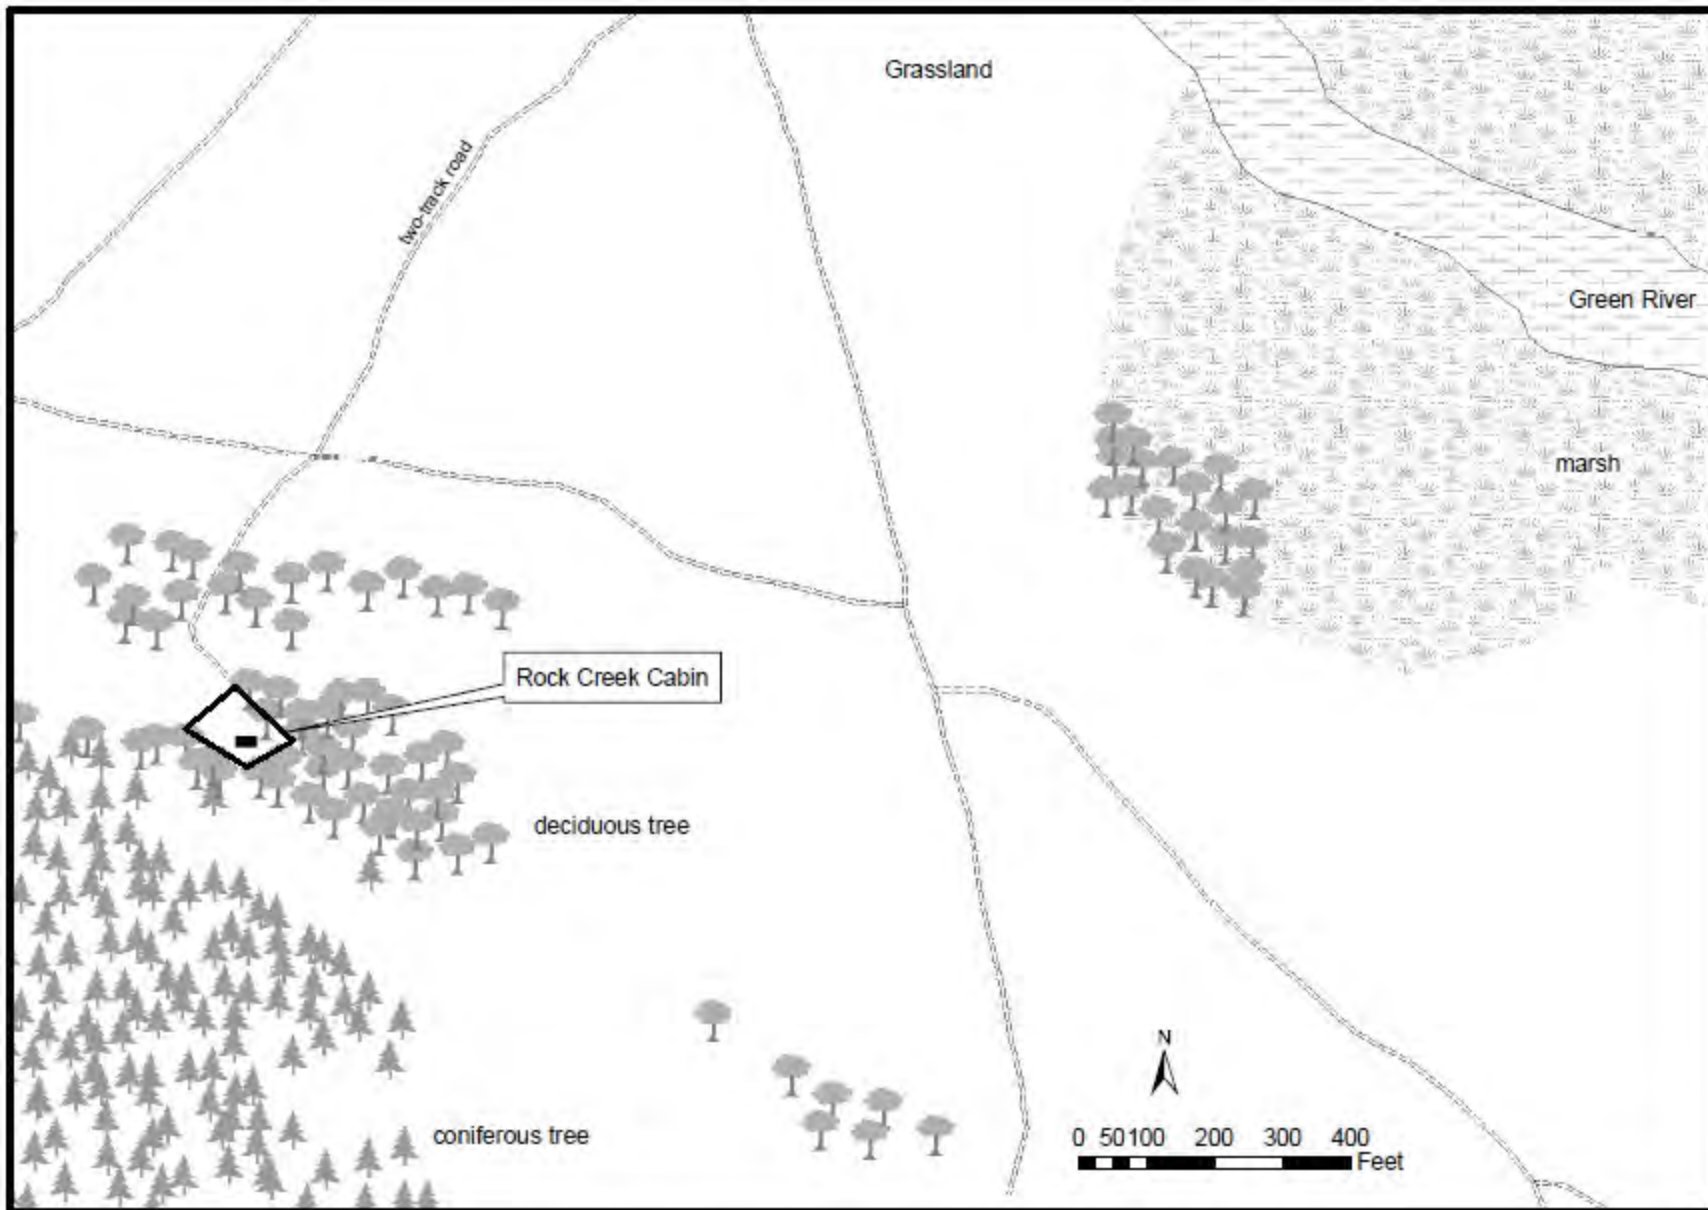 Grassland
two-track road
Green River
marsh
Rock Creek Cabin
deciduous tree
N
coniferous tree
0 50 100 200 300 400
Feet